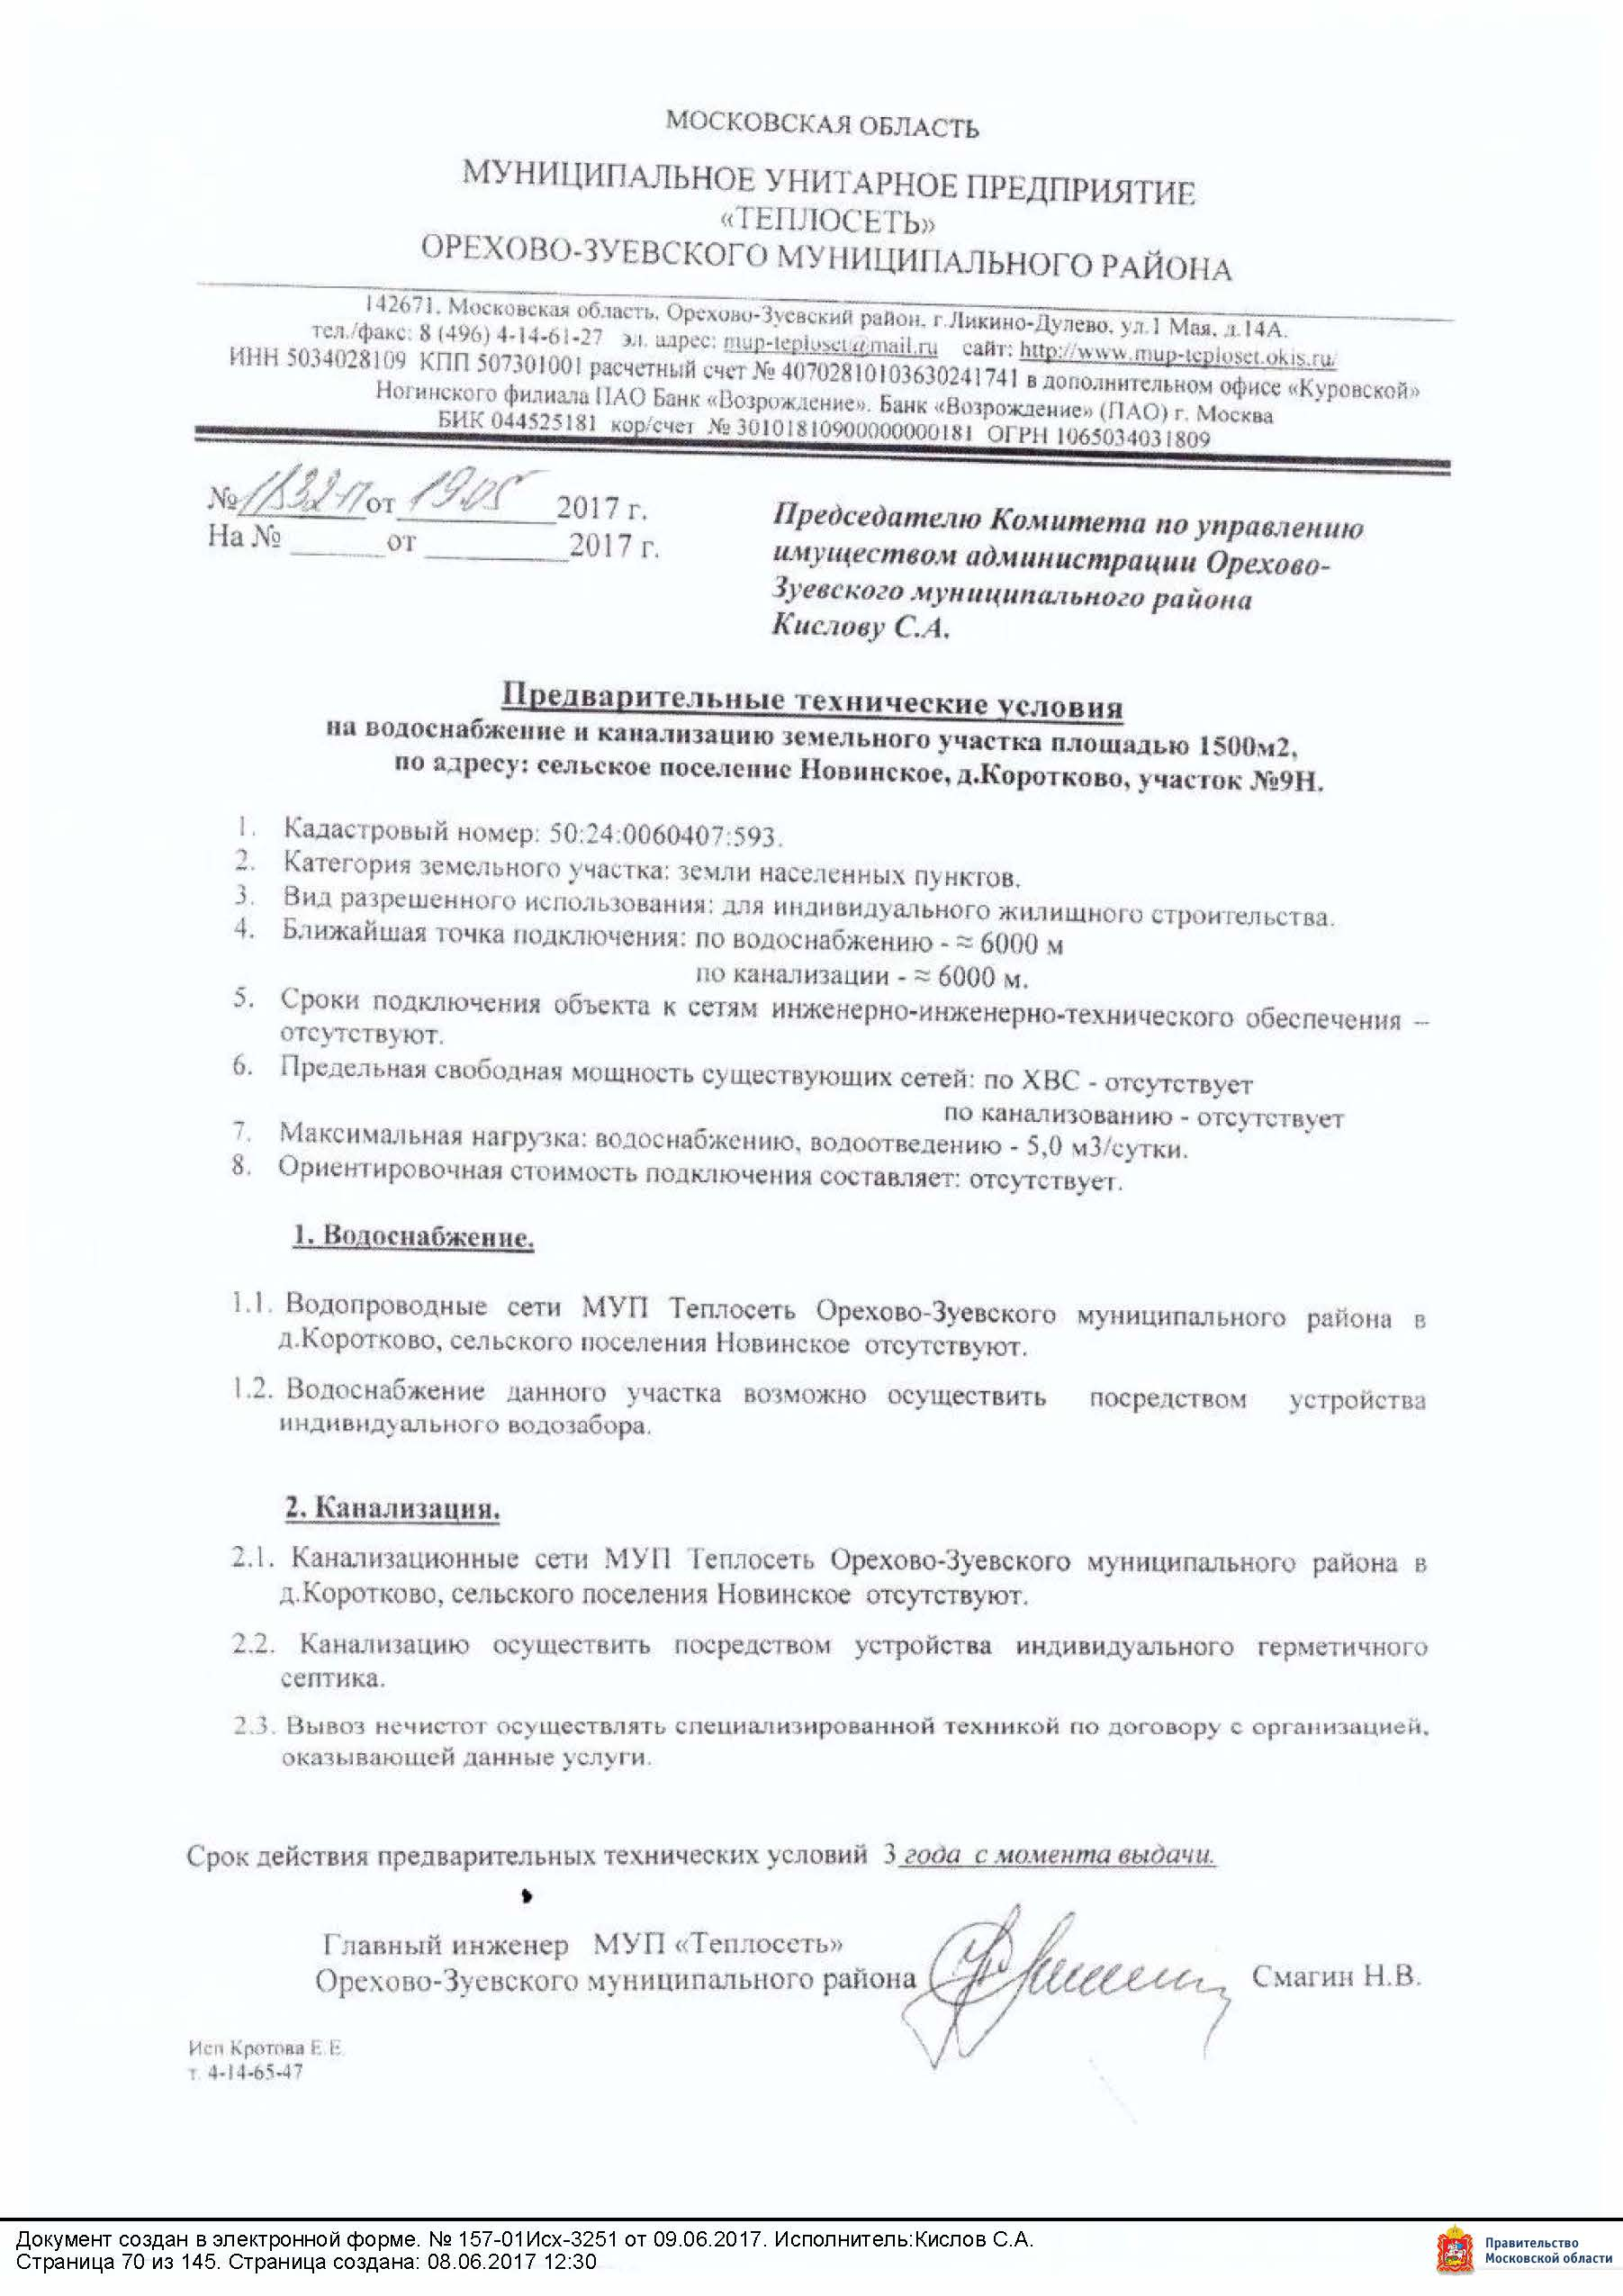 МОСКОВСКАЯ ОБЛАСТЬ
МУНИЦИПАЛЬНОЕ УНИТАРНОЕ ПРЕДПРИЯТИЕ
«ТЕПЛОСЕТЬ»
ОРЕХОВО-ЗУЕВСКОГО МУНИЦИПАЛЬНОГО РАЙОНА
142671, Московская область, Орехово-Зуевский район, г.Ликино-Дулево, ул.1 Мая, д.14А.
тел./факс: 8 (496) 4-14-61-27 эл. адрес: mup-teploset@mail.ru сайт: http://www.mup-teploset.okis.ru/
ИНН 5034028109 КПП 507301001 расчетный счет № 40702810103630241741 в дополнительном офисе «Куровской»
Ногинского филиала ПАО Банк «Возрождение». Банк «Возрождение» (ПАО) г. Москва
БИК 044525181 кор/счет № 30101810900000000181 ОГРН 1065034031809
№ от 19.05 2017 г.
На № ______от _________2017 г.
Председателю Комитета по управлению
имуществом администрации Орехово-
Зуевского муниципального района
Кислову С.А.
Предварительные технические условия
на водоснабжение и канализацию земельного участка площадью 1500м2,
по адресу: сельское поселение Новинское, д.Коротково, участок №9Н.
1. Кадастровый номер: 50:24:0060407:593.
2. Категория земельного участка: земли населенных пунктов.
3. Вид разрешенного использования: для индивидуального жилищного строительства.
4. Ближайшая точка подключения: по водоснабжению - ≈ 6000 м
по канализации - ≈ 6000 м.
5. Сроки подключения объекта к сетям инженерно-инженерно-технического обеспечения –
отсутствуют.
6. Предельная свободная мощность существующих сетей: по ХВС - отсутствует
по канализованию - отсутствует
7. Максимальная нагрузка: водоснабжению, водоотведению - 5,0 м3/сутки.
8. Ориентировочная стоимость подключения составляет: отсутствует.
1. Водоснабжение.
1.1. Водопроводные сети МУП Теплосеть Орехово-Зуевского муниципального района в
д.Коротково, сельского поселения Новинское отсутствуют.
1.2. Водоснабжение данного участка возможно осуществить посредством устройства
индивидуального водозабора.
2. Канализация.
2.1. Канализационные сети МУП Теплосеть Орехово-Зуевского муниципального района в
д.Коротково, сельского поселения Новинское отсутствуют.
2.2. Канализацию осуществить посредством устройства индивидуального герметичного
септика.
2.3. Вывоз нечистот осуществлять специализированной техникой по договору с организацией,
оказывающей данные услуги.
Срок действия предварительных технических условий 3 года с момента выдачи.
Главный инженер МУП «Теплосеть»
Орехово-Зуевского муниципального района Смагин Н.В.
Исп Кротова Е.Е.
т. 4-14-65-47
Документ создан в электронной форме. № 157-01Исх-3251 от 09.06.2017. Исполнитель:Кислов С.А.
Страница 70 из 145. Страница создана: 08.06.2017 12:30
Правительство
Московской области